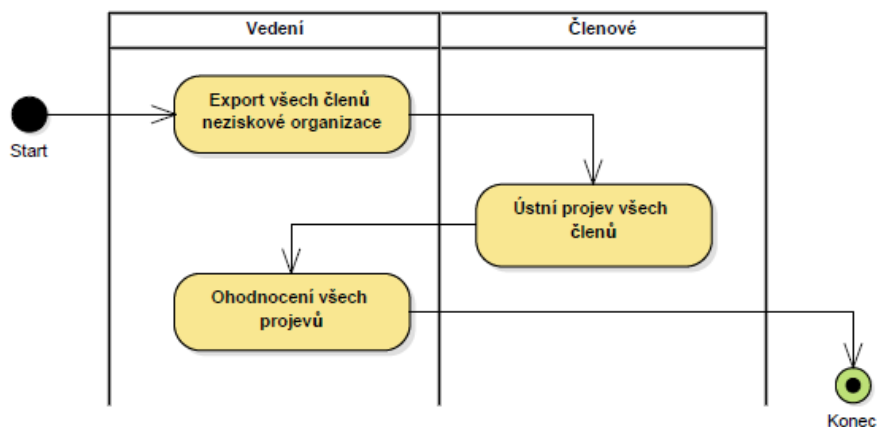 Vedení
Členové
Export všech členů
neziskové organizace
Start
Ústní projev všech
členů
Ohodnocení všech
projevů
Konec